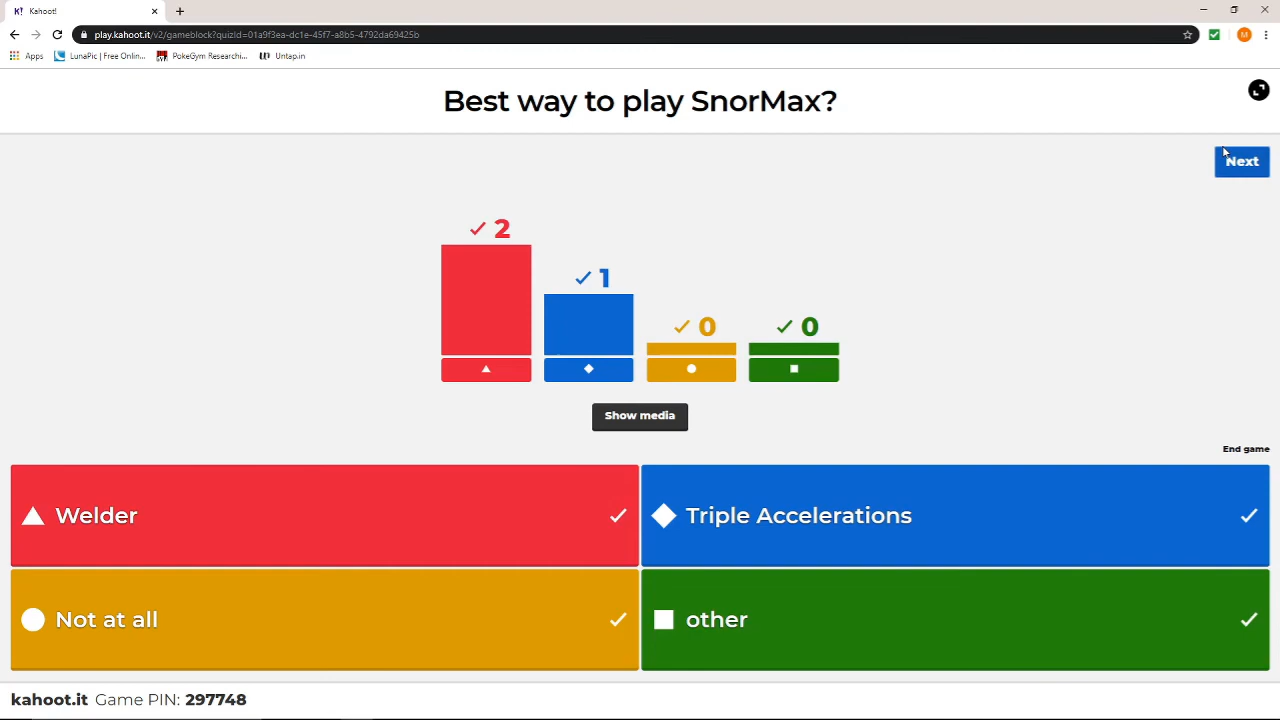 K! Kahoot!
play.kahoot.it/v2/gameblock?quizId=01a9f3ea-dc1e-45f7-a8b5-4792da69425b
M
Apps LunaPic | Free Onlin... PokeGym Researchi... Untap.in
Best way to play SnorMax?
Next
2
1
0
0
Show media
End game
Welder
Triple Accelerations
Not at all
other
kahoot.it Game PIN: 297748